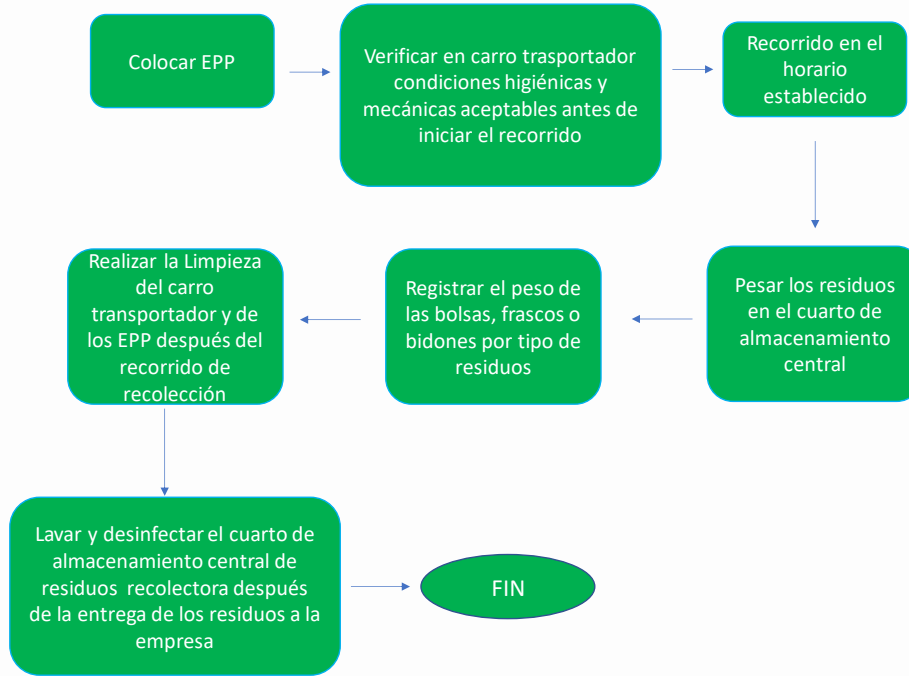 Colocar EPP
Verificar en carro trasportador
condiciones higiénicas y
mecánicas aceptables antes de
iniciar el recorrido
Recorrido en el
horario
establecido
Pesar los residuos
en el cuarto de
almacenamiento
central
Registrar el peso de
las bolsas, frascos o
bidones por tipo de
residuos
Realizar la Limpieza
del carro
transportador y de
los EPP después del
recorrido de
recolección
Lavar y desinfectar el cuarto de
almacenamiento central de
residuos recolectora después
de la entrega de los residuos a la
empresa
FIN